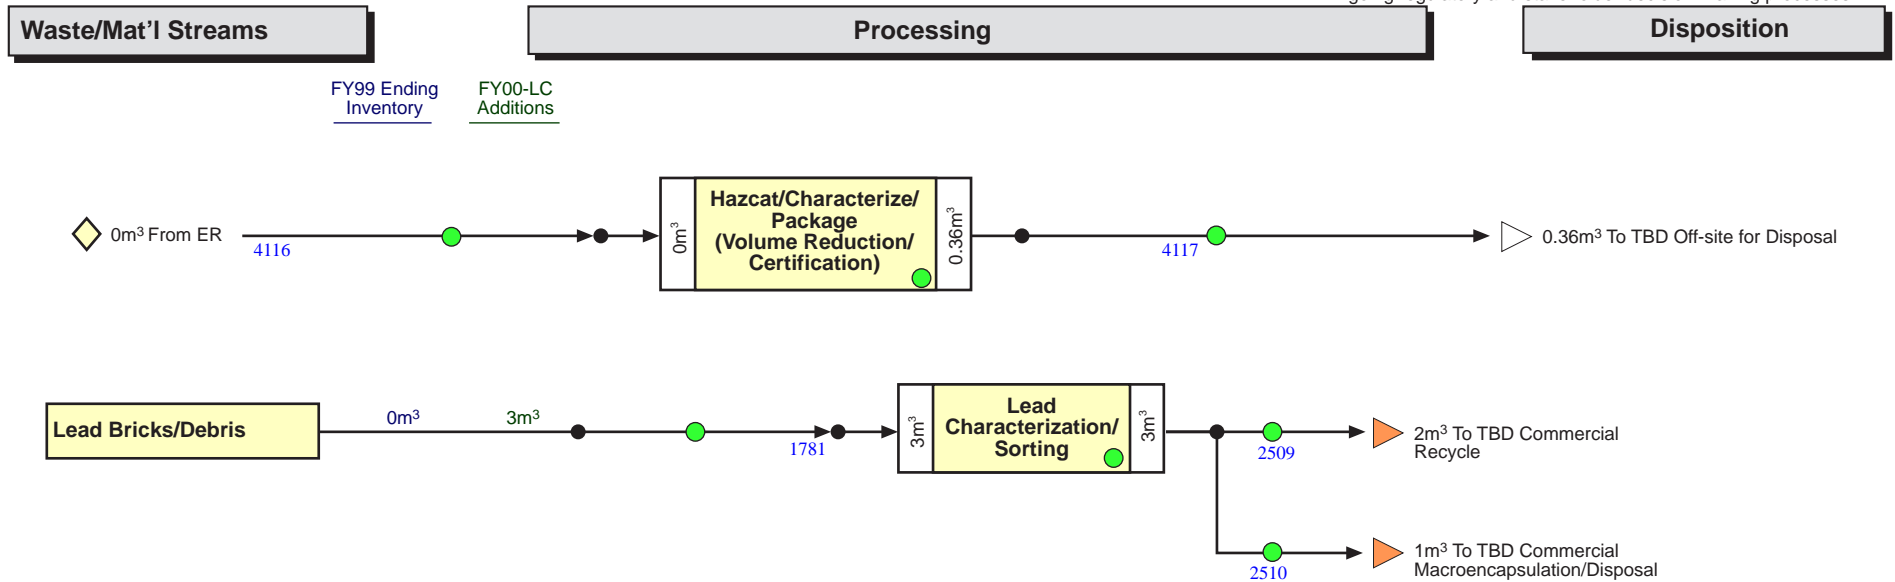 Waste/Mat'l Streams
Processing
Disposition
FY99 Ending
Inventory
FY00-LC
Additions
0m³ From ER
4116
0m³
Hazcat/Characterize/
Package
(Volume Reduction/
Certification)
0.36m³
4117
0.36m³ To TBD Off-site for Disposal
Lead Bricks/Debris
0m³
3m³
1781
3m³
Lead
Characterization/
Sorting
3m³
2509
2m³ To TBD Commercial
Recycle
2510
1m³ To TBD Commercial
Macroencapsulation/Disposal